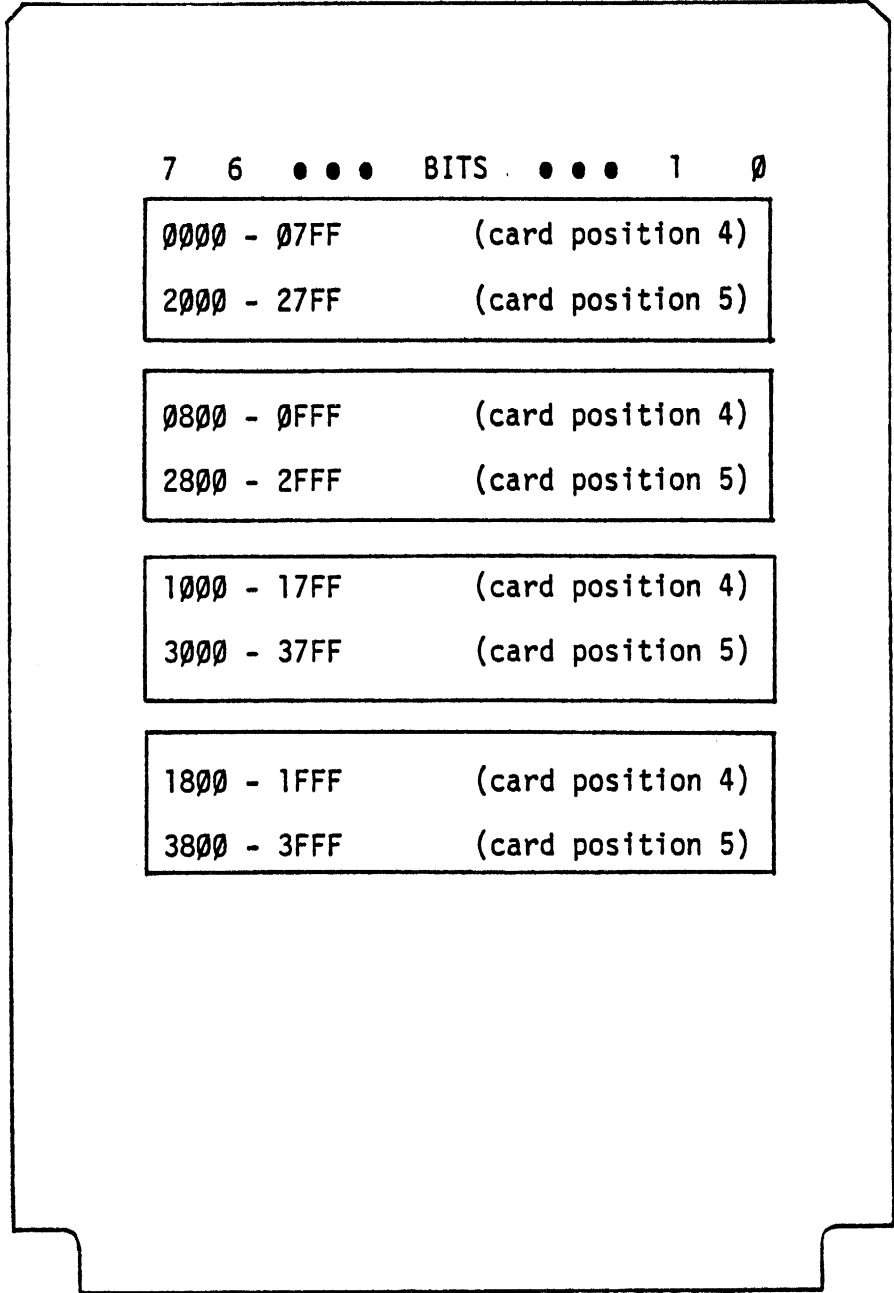 7 6 ● ● ● BITS ● ● ● 1 Ø
ØØØØ - Ø7FF (card position 4)
2ØØØ - 27FF (card position 5)
Ø8ØØ - ØFFF (card position 4)
28ØØ - 2FFF (card position 5)
1ØØØ - 17FF (card position 4)
3ØØØ - 37FF (card position 5)
18ØØ - 1FFF (card position 4)
38ØØ - 3FFF (card position 5)